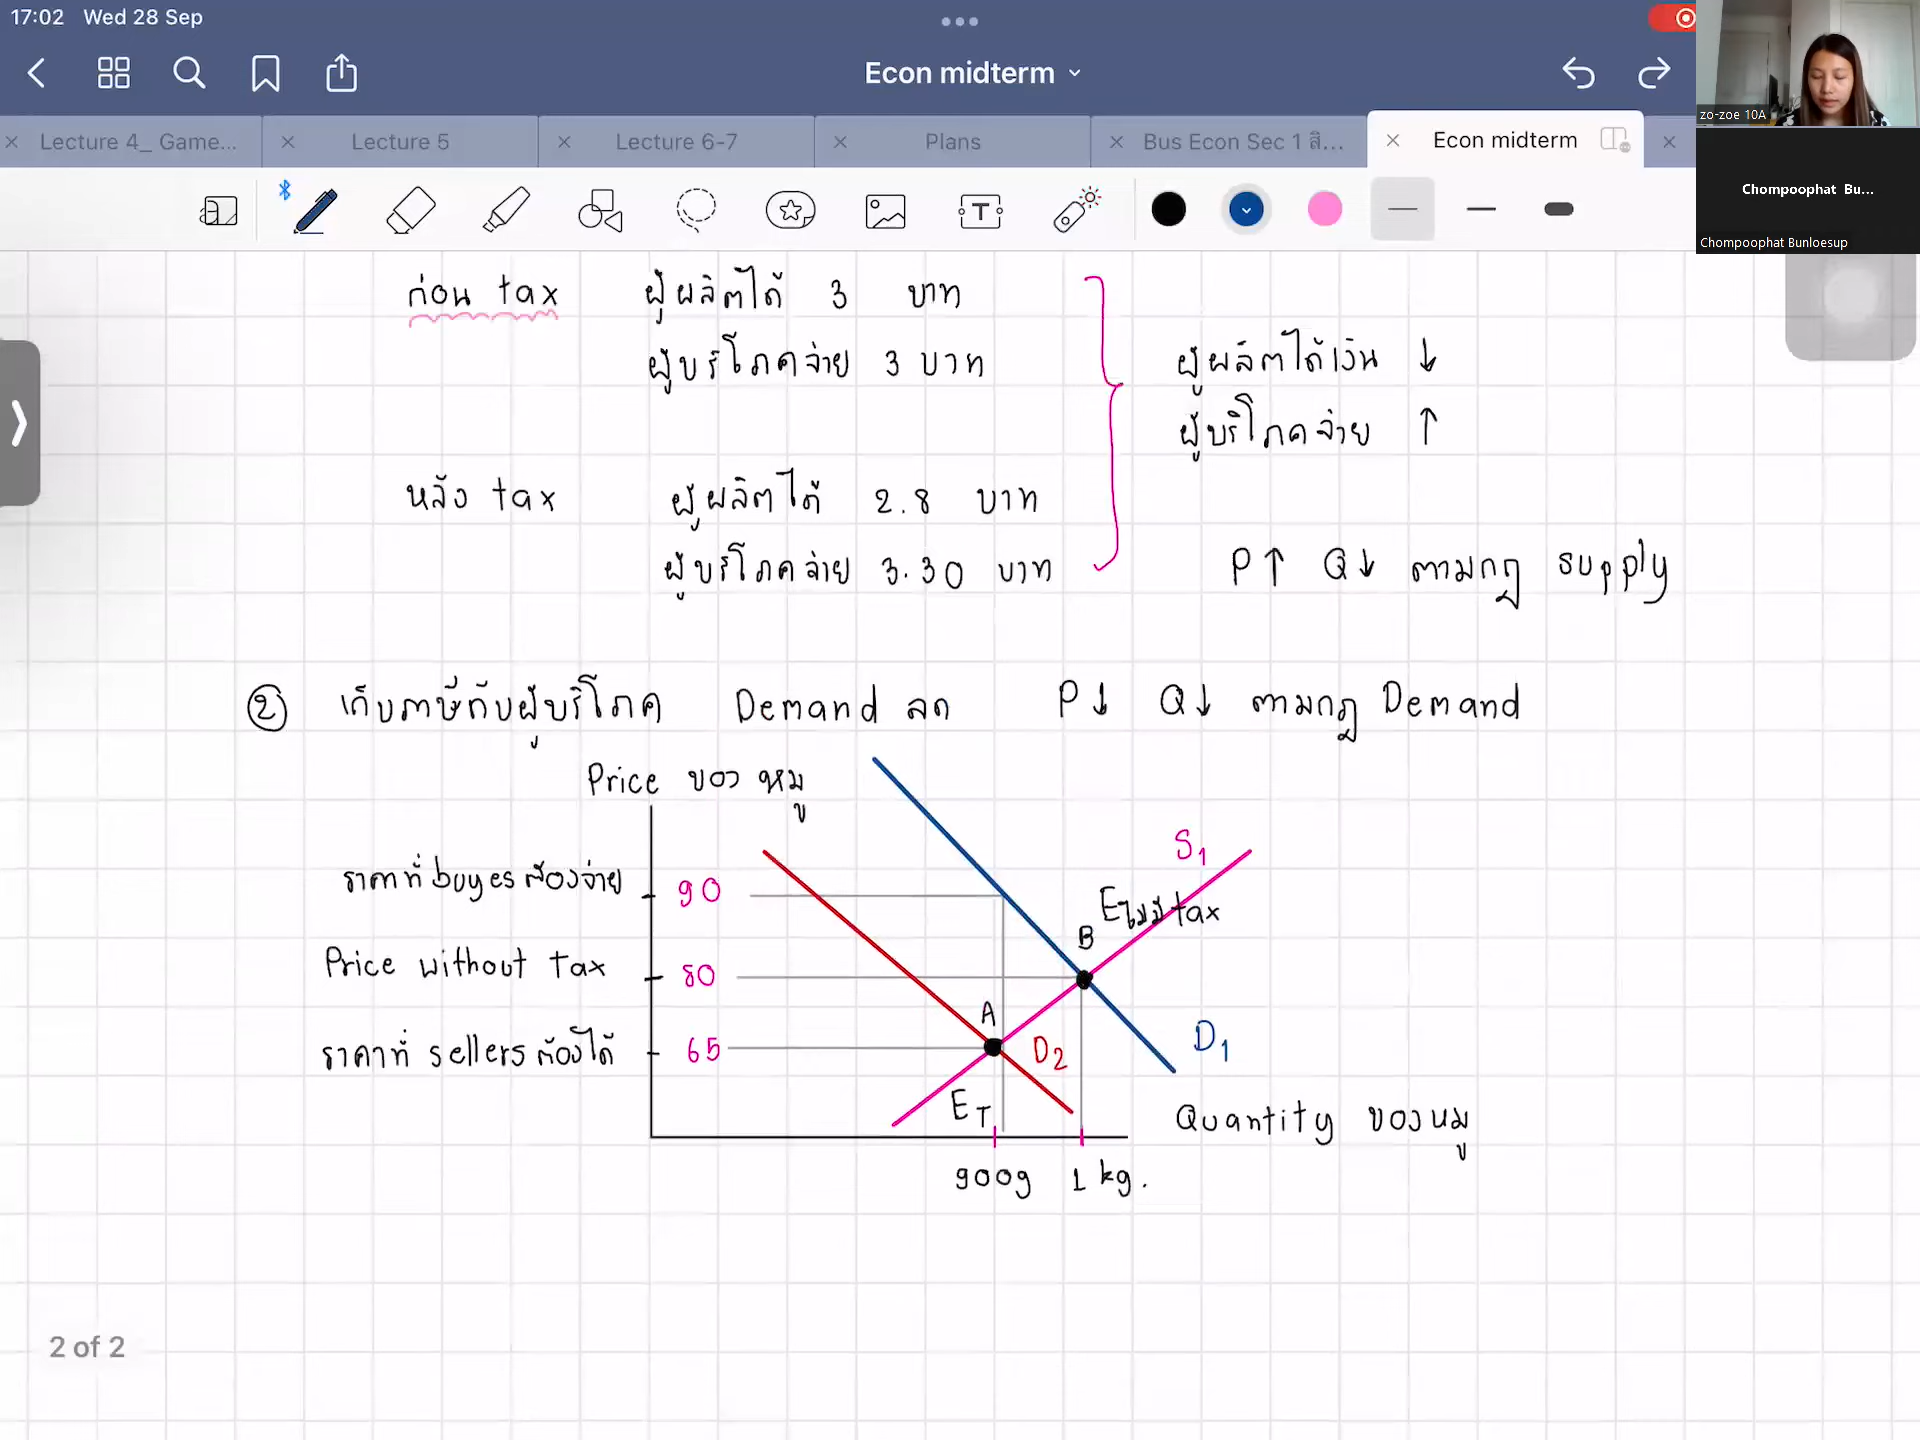 17:02 Wed 28 Sep
Econ midterm
Lecture 4_ Game...
Lecture 5
Lecture 6-7
Plans
Bus Econ Sec 1 สิ...
Econ midterm
zo-zoe 10A
Chompoophat Bu...
Chompoophat Bunloesup
ก่อน tax ผู้ผลิตได้ 3 บาท
ผู้บริโภคจ่าย 3 บาท
ผู้ผลิตได้เงิน ↓
ผู้บริโภคจ่าย ↑
หลัง tax ผู้ผลิตได้ 2.8 บาท
ผู้บริโภคจ่าย 3.30 บาท
P↑ Q↓ ตามกฎ supply
② เก็บภาษีกับผู้บริโภค Demand ลด P↓ Q↓ ตามกฎ Demand
Price ของ หมู
S1
ราคาที่ buyes ต้องจ่าย 90
E ไม่มี tax
B
Price without Tax 80
A
ราคาที่ sellers ต้องได้ 65
D2
D1
ET
Quantity ของหมู
900g 1 kg.
2 of 2